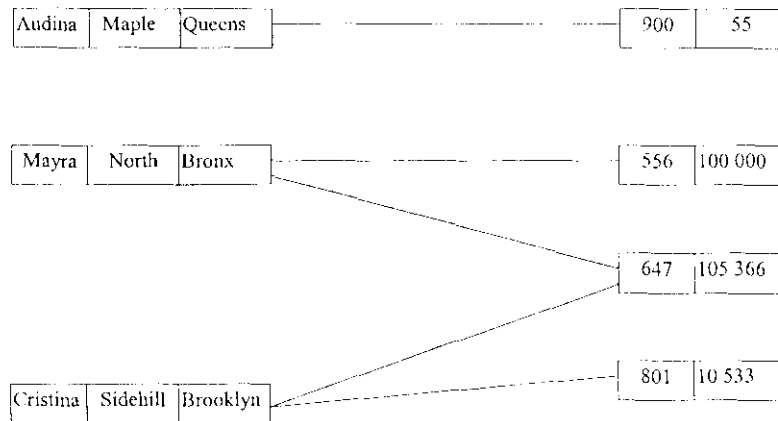 Audina Maple Queens 900 55
Mayra North Bronx 556 100 000
647 105 366
801 10 533
Cristina Sidehill Brooklyn